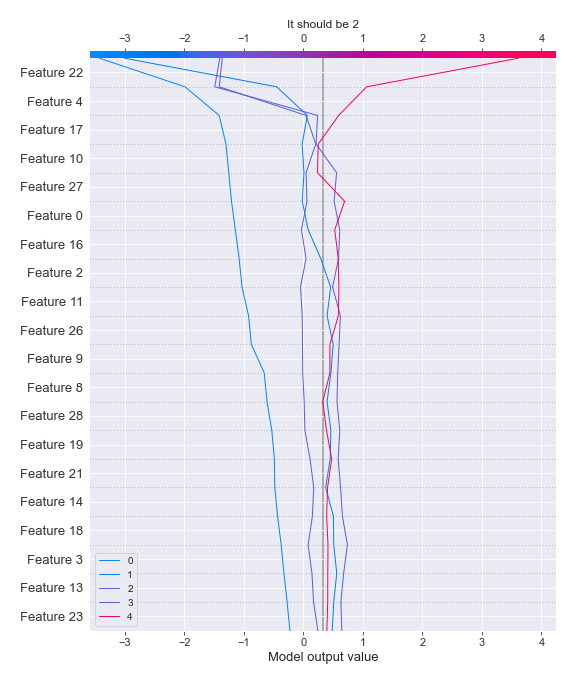 It should be 2
−3 −2 −1 0 1 2 3 4
Feature 22
Feature 4
Feature 17
Feature 10
Feature 27
Feature 0
Feature 16
Feature 2
Feature 11
Feature 26
Feature 9
Feature 8
Feature 28
Feature 19
Feature 21
Feature 14
Feature 18
Feature 3
Feature 13
Feature 23
0
1
2
3
4
−3 −2 −1 0 1 2 3 4
Model output value